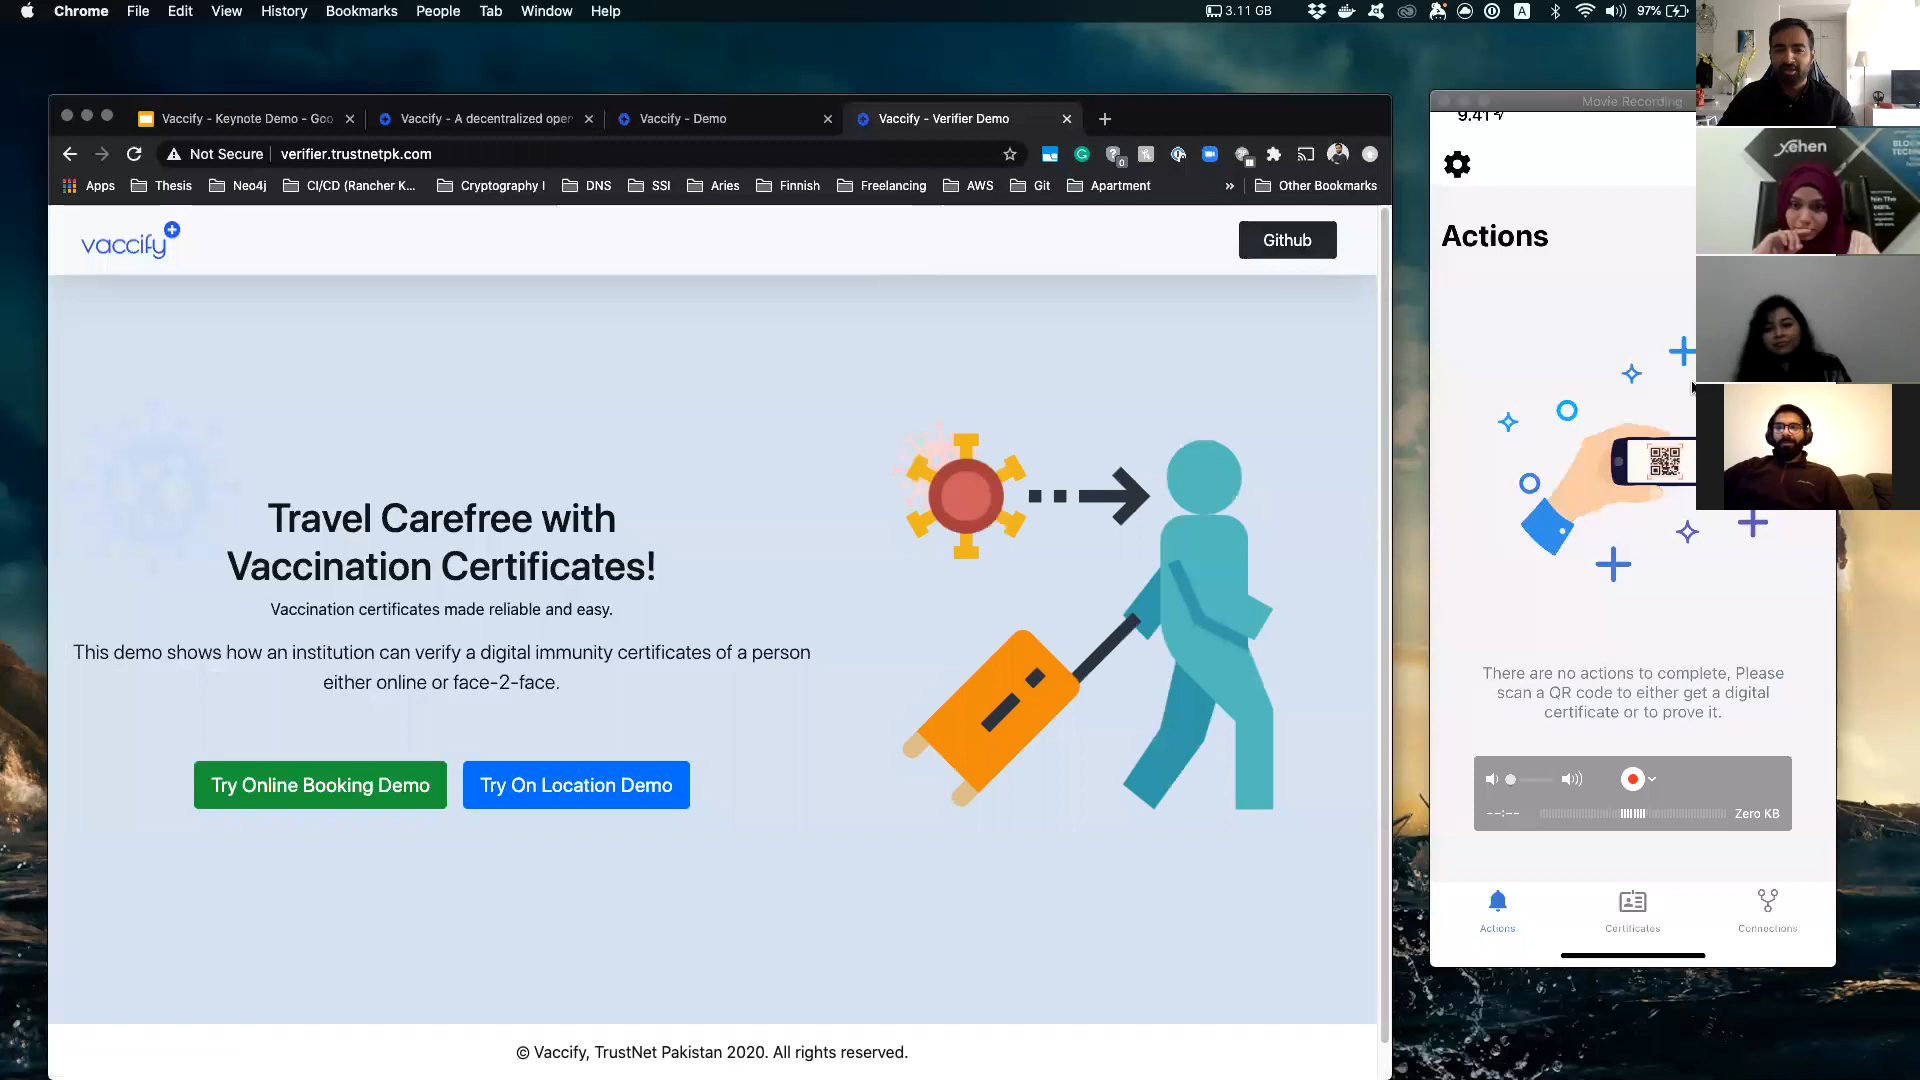 Chrome File Edit View History Bookmarks People Tab Window Help
3.11 GB
A
97%
Vaccify - Keynote Demo - Goo
Vaccify - A decentralized oper
Vaccify - Demo
Vaccify - Verifier Demo
Not Secure
verifier.trustnetpk.com
0
Apps Thesis Neo4j CI/CD (Rancher K... Cryptography I DNS SSI Aries Finnish Freelancing AWS Git Apartment » Other Bookmarks
vaccify
Github
Travel Carefree with
Vaccination Certificates!
Vaccination certificates made reliable and easy.
This demo shows how an institution can verify a digital immunity certificates of a person
either online or face-2-face.
Try Online Booking Demo
Try On Location Demo
© Vaccify, TrustNet Pakistan 2020. All rights reserved.
Movie Recording
9:41
Actions
There are no actions to complete, Please
scan a QR code to either get a digital
certificate or to prove it.
--:--
Zero KB
Actions
Certificates
Connections
xehen